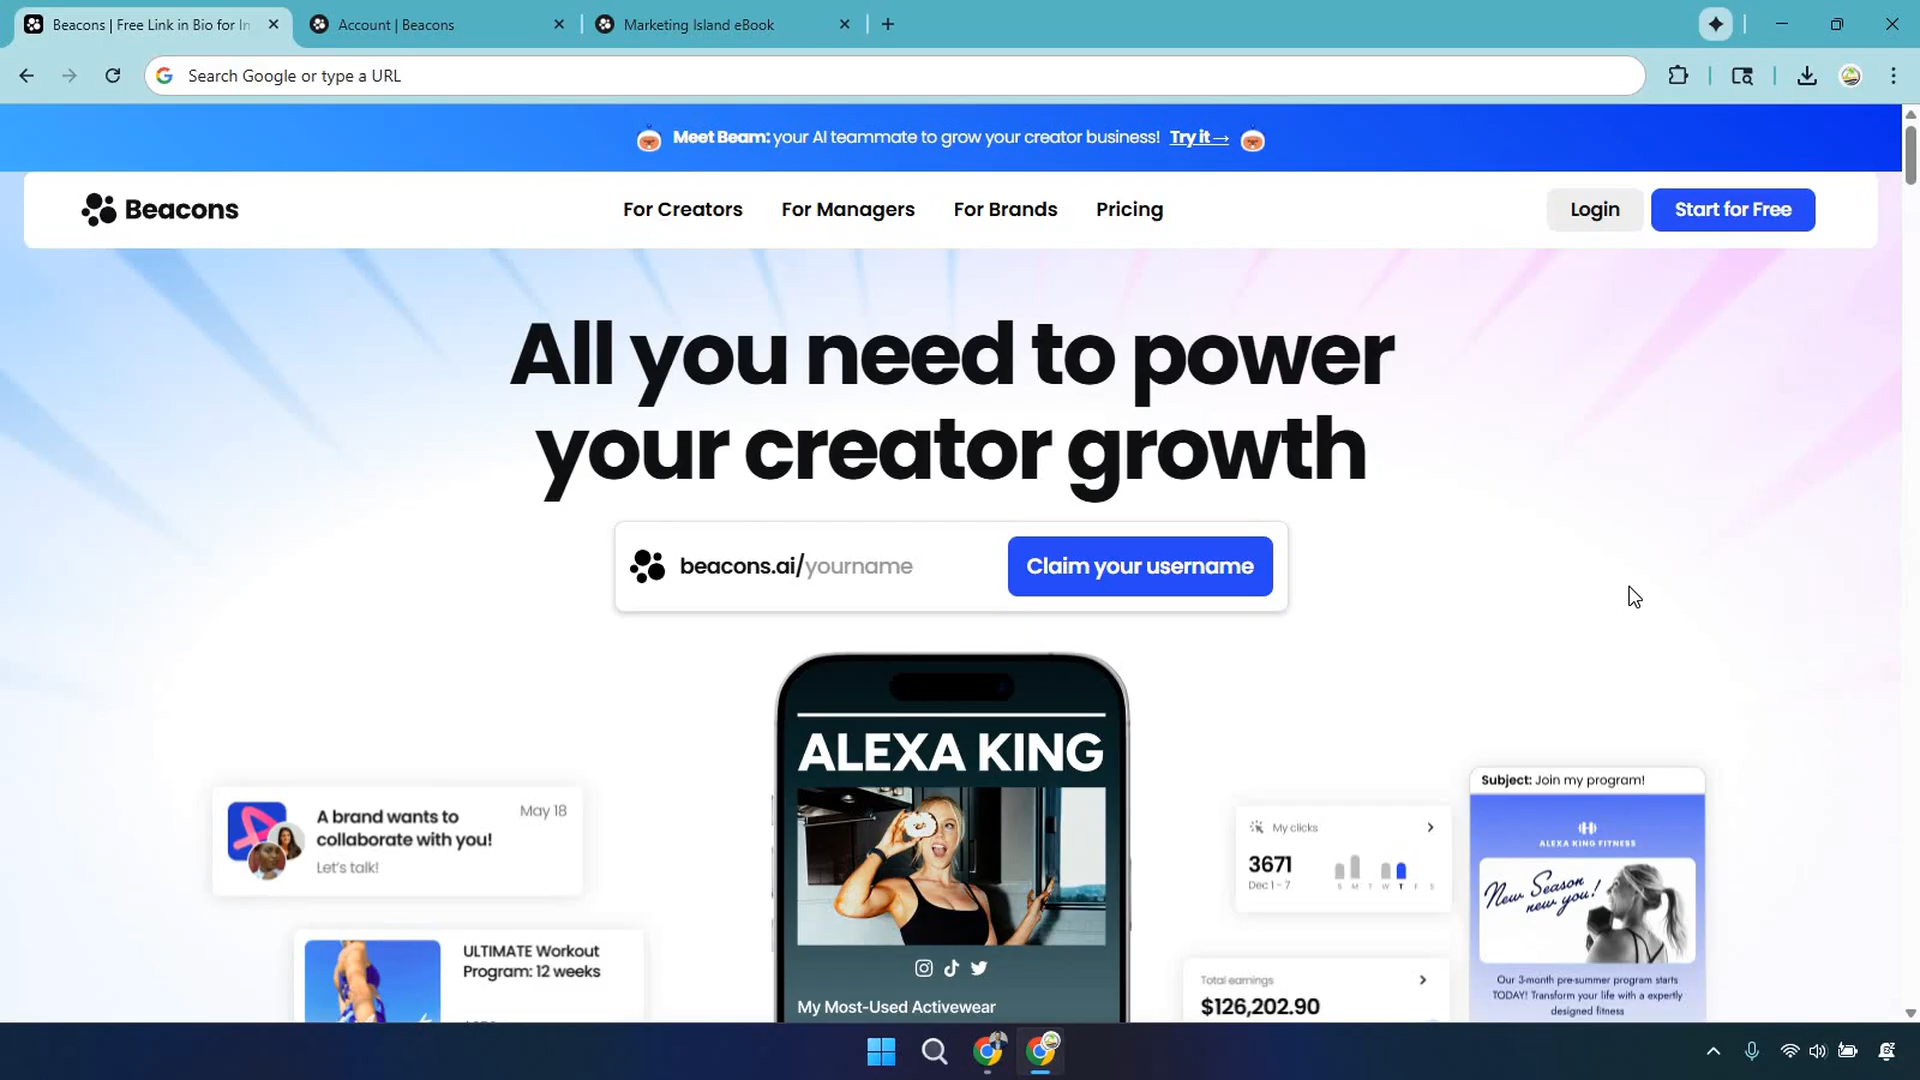 Beacons | Free Link in Bio for In
Account | Beacons
Marketing Island eBook
Search Google or type a URL
Meet Beam: your AI teammate to grow your creator business! Try it→
Beacons
For Creators
For Managers
For Brands
Pricing
Login
Start for Free
All you need to power
your creator growth
beacons.ai/yourname
Claim your username
ALEXA KING
My Most-Used Activewear
A brand wants to
collaborate with you!
May 18
Let's talk!
ULTIMATE Workout
Program: 12 weeks
My clicks
3671
Dec 1 - 7
S M T W T F S
Total earnings
$126,202.90
Subject: Join my program!
ALEXA KING FITNESS
New Season
new you!
Our 3-month pre-summer program starts
TODAY! Transform your life with a expertly
designed fitness